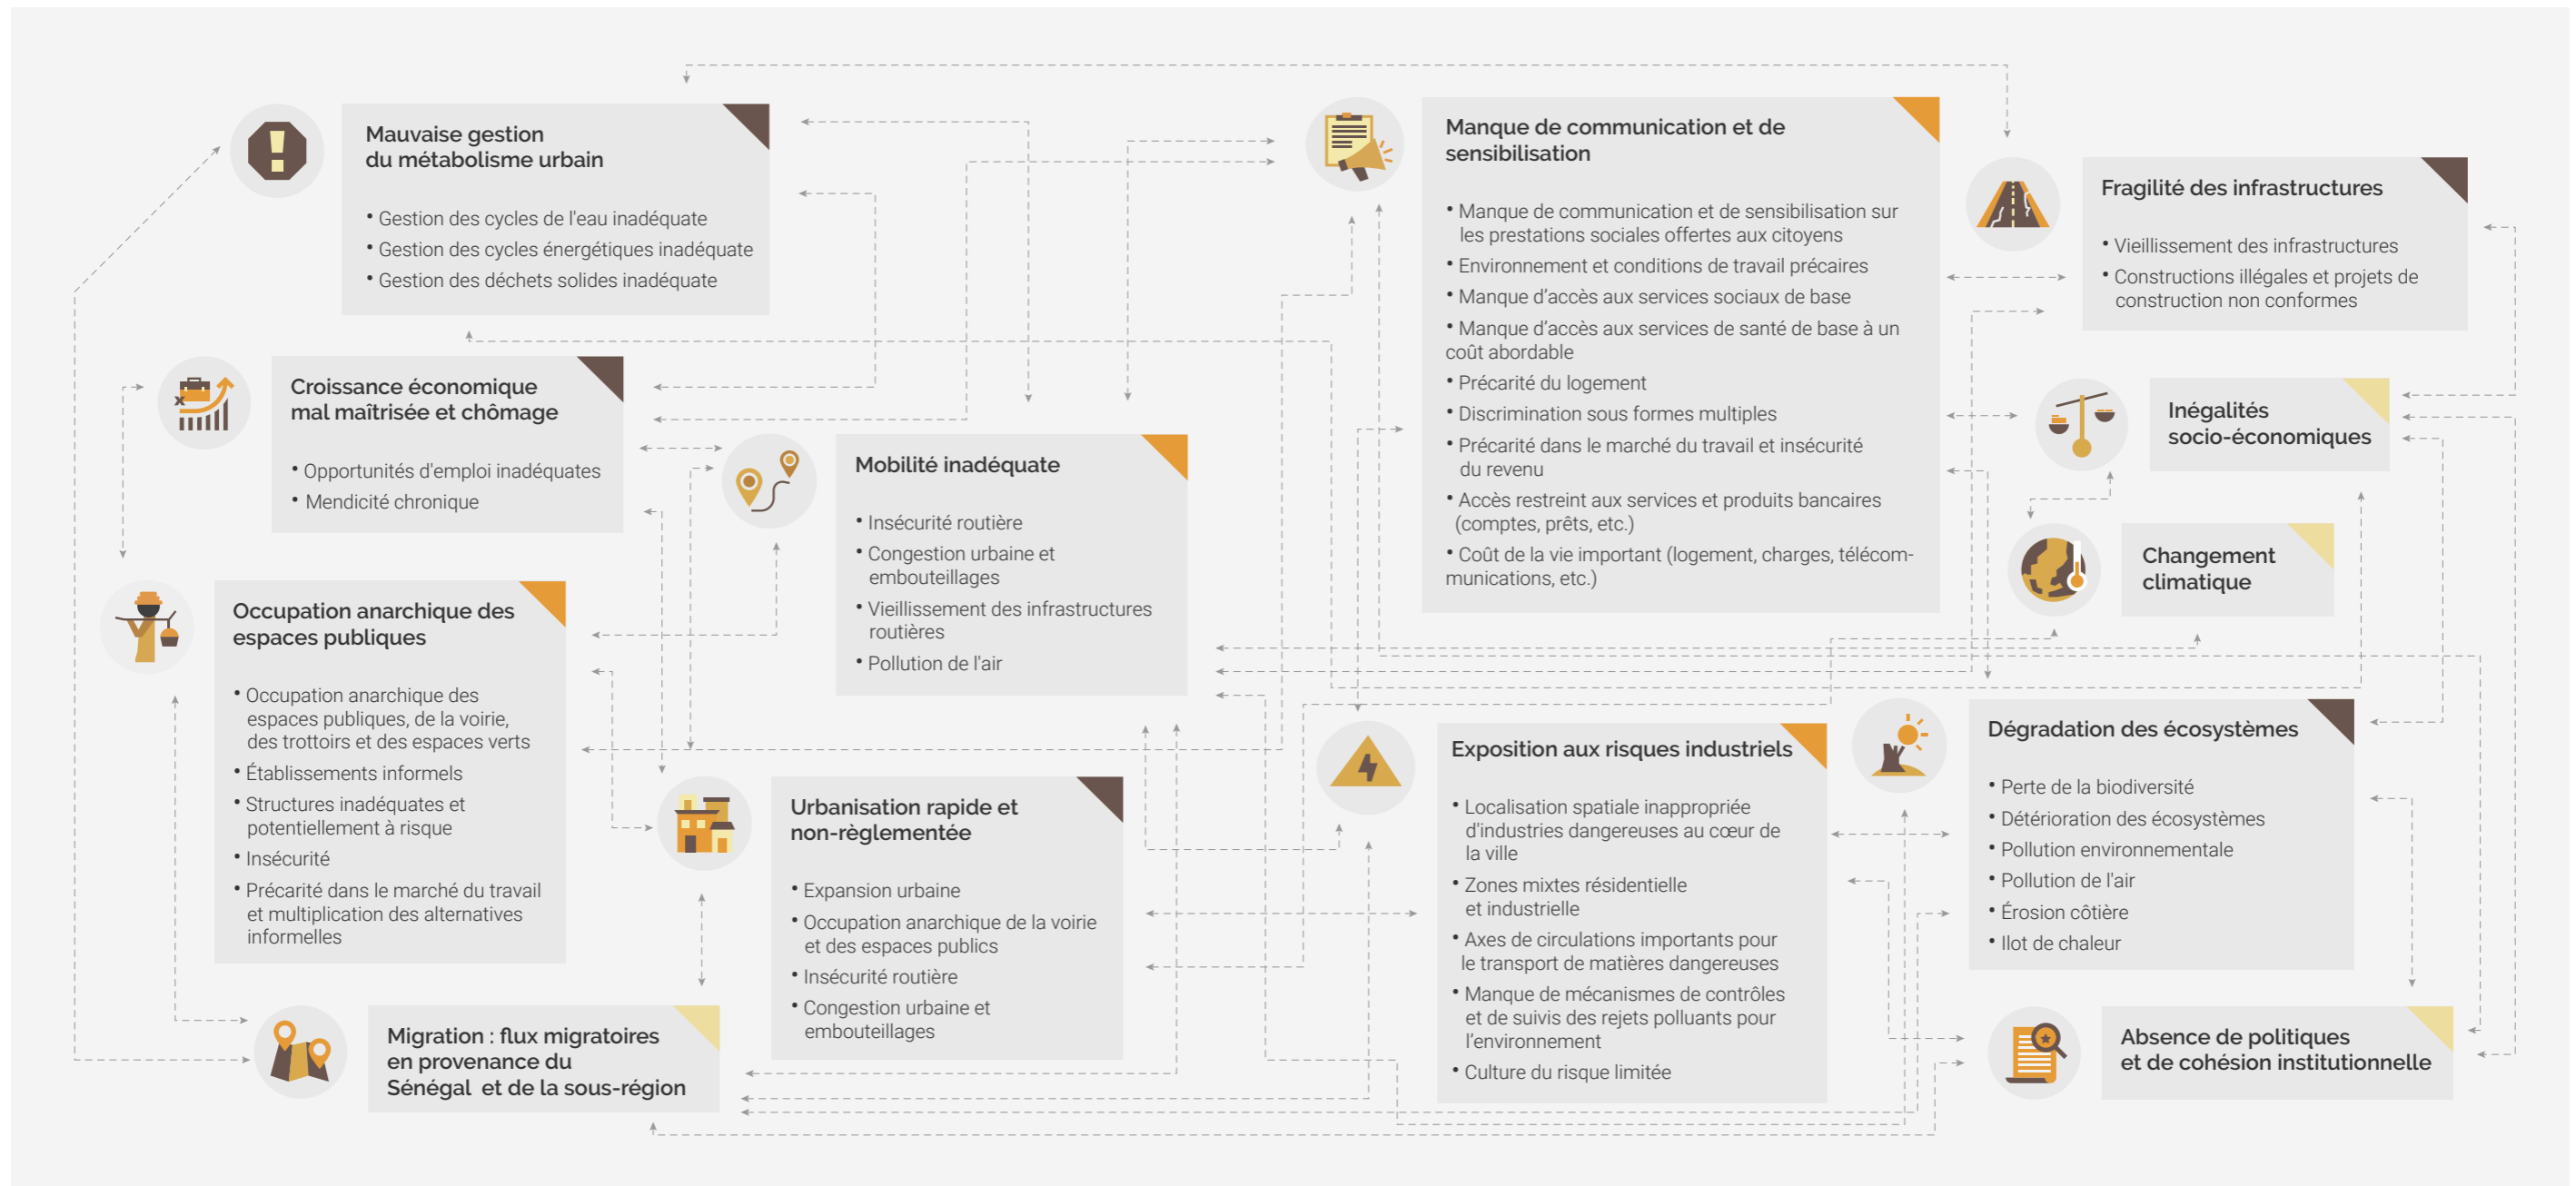 Mauvaise gestion
du métabolisme urbain
• Gestion des cycles de l'eau inadéquate
• Gestion des cycles énergétiques inadéquate
• Gestion des déchets solides inadéquate
Manque de communication et de
sensibilisation
• Manque de communication et de sensibilisation sur
les prestations sociales offertes aux citoyens
• Environnement et conditions de travail précaires
• Manque d’accès aux services sociaux de base
• Manque d’accès aux services de santé de base à un
coût abordable
• Précarité du logement
• Discrimination sous formes multiples
• Précarité dans le marché du travail et insécurité
du revenu
• Accès restreint aux services et produits bancaires
(comptes, prêts, etc.)
• Coût de la vie important (logement, charges, télécom-
munications, etc.)
Fragilité des infrastructures
• Vieillissement des infrastructures
• Constructions illégales et projets de
construction non conformes
Croissance économique
mal maîtrisée et chômage
• Opportunités d'emploi inadéquates
• Mendicité chronique
Mobilité inadéquate
• Insécurité routière
• Congestion urbaine et
embouteillages
• Vieillissement des infrastructures
routières
• Pollution de l'air
Inégalités
socio-économiques
Changement
climatique
Occupation anarchique des
espaces publiques
• Occupation anarchique des
espaces publiques, de la voirie,
des trottoirs et des espaces verts
• Établissements informels
• Structures inadéquates et
potentiellement à risque
• Insécurité
• Précarité dans le marché du travail
et multiplication des alternatives
informelles
Urbanisation rapide et
non-règlementée
• Expansion urbaine
• Occupation anarchique de la voirie
et des espaces publics
• Insécurité routière
• Congestion urbaine et
embouteillages
Exposition aux risques industriels
• Localisation spatiale inappropriée
d'industries dangereuses au cœur de
la ville
• Zones mixtes résidentielle
et industrielle
• Axes de circulations importants pour
le transport de matières dangereuses
• Manque de mécanismes de contrôles
et de suivis des rejets polluants pour
l’environnement
• Culture du risque limitée
Dégradation des écosystèmes
• Perte de la biodiversité
• Détérioration des écosystèmes
• Pollution environnementale
• Pollution de l'air
• Érosion côtière
• Ilot de chaleur
Migration : flux migratoires
en provenance du
Sénégal et de la sous-région
Absence de politiques
et de cohésion institutionnelle